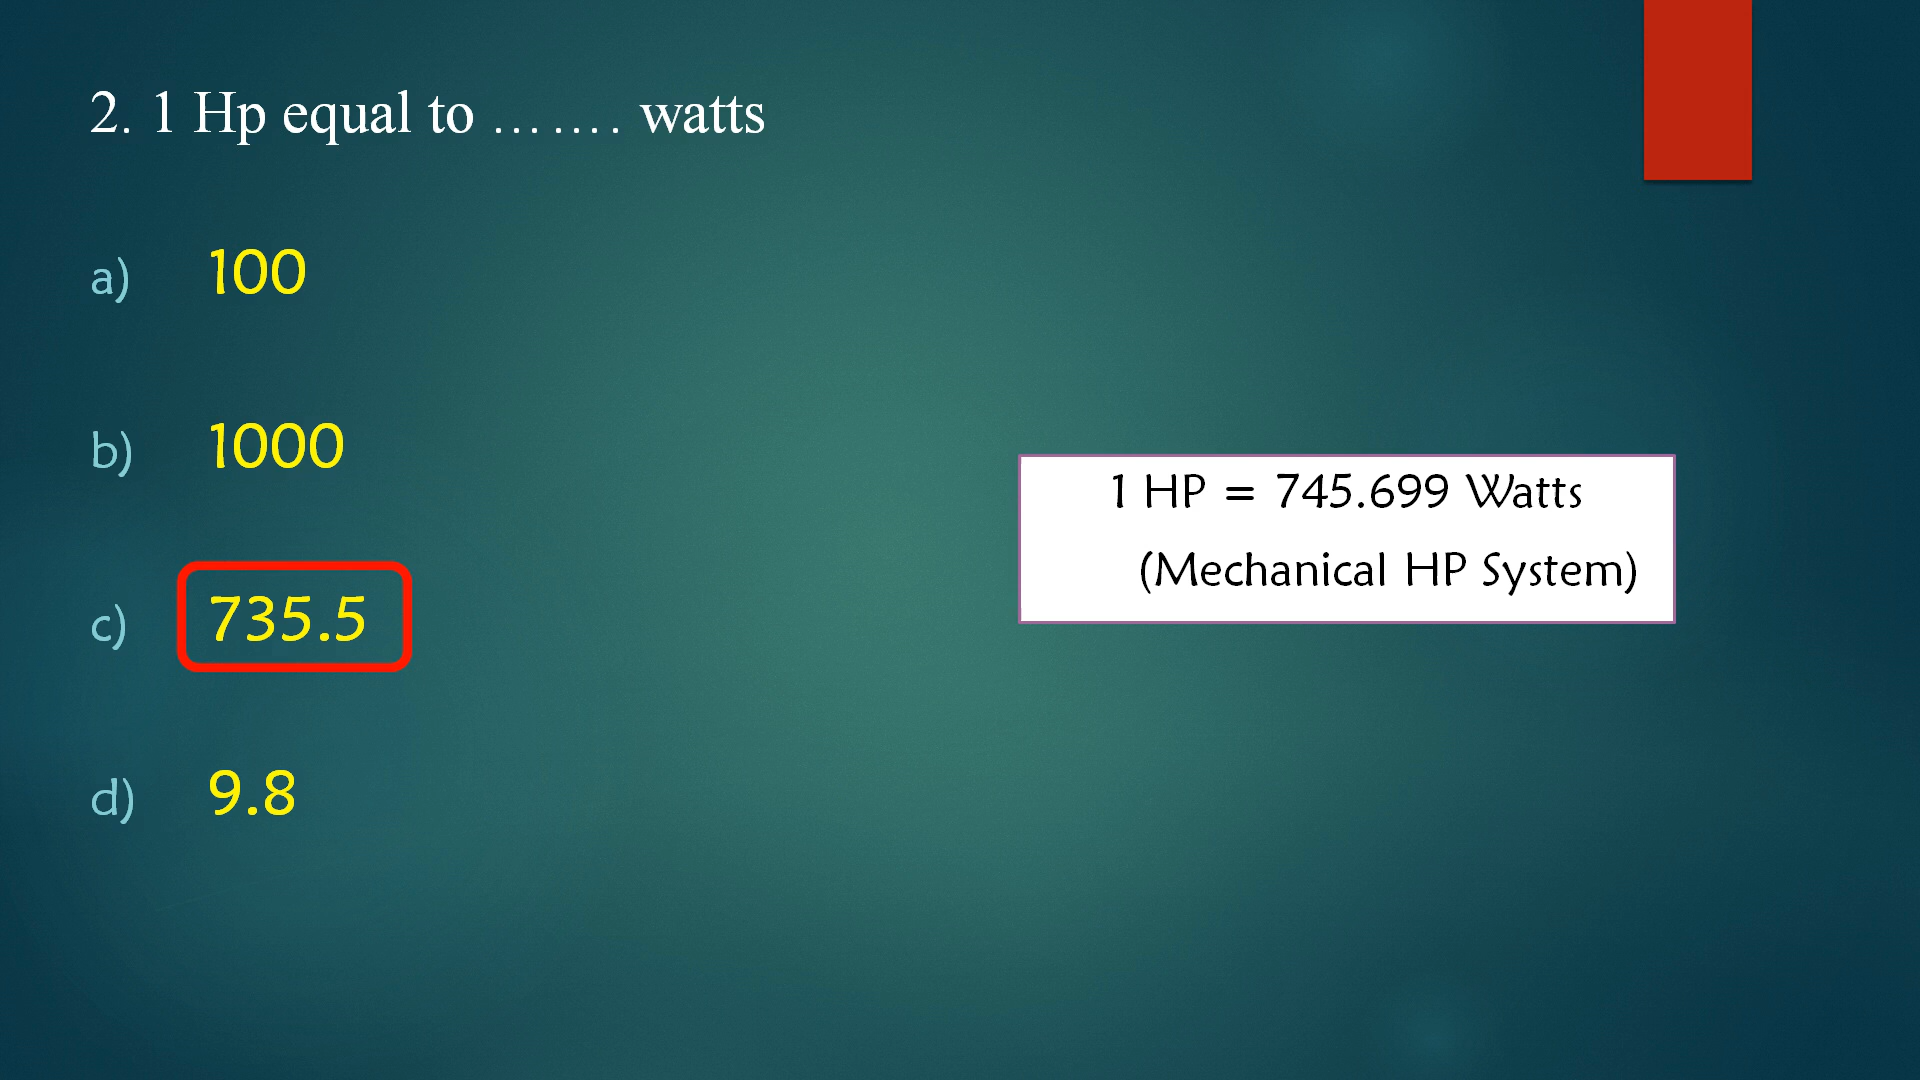 2. 1 Hp equal to ……. watts
a) 100
b) 1000
c) 735.5
d) 9.8
1 HP = 745.699 Watts
(Mechanical HP System)